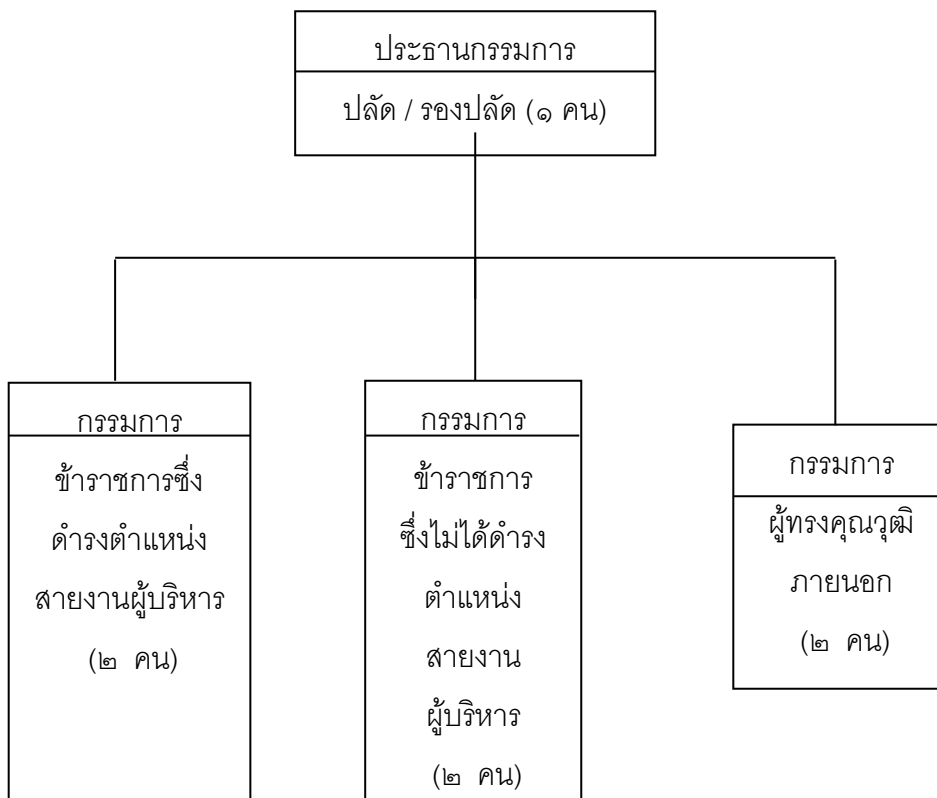 ประธานกรรมการ
ปลัด / รองปลัด (๑ คน)
กรรมการ
ข้าราชการซึ่ง
ดำรงตำแหน่ง
สายงานผู้บริหาร
(๒ คน)
กรรมการ
ข้าราชการ
ซึ่งไม่ได้ดำรง
ตำแหน่ง
สายงาน
ผู้บริหาร
(๒ คน)
กรรมการ
ผู้ทรงคุณวุฒิ
ภายนอก
(๒ คน)